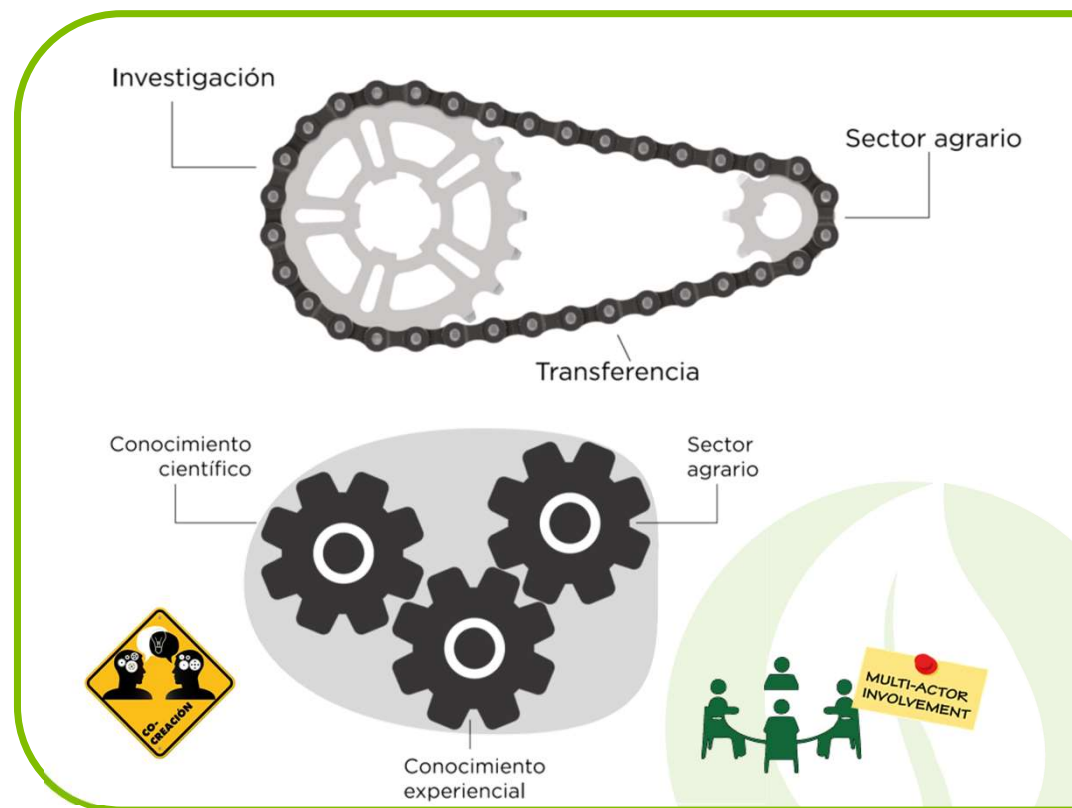 Investigación
Sector agrario
Transferencia
Conocimiento
científico
Sector
agrario
CO-
CREACIÓN
MULTI-ACTOR
INVOLVEMENT
Conocimiento
experiencial